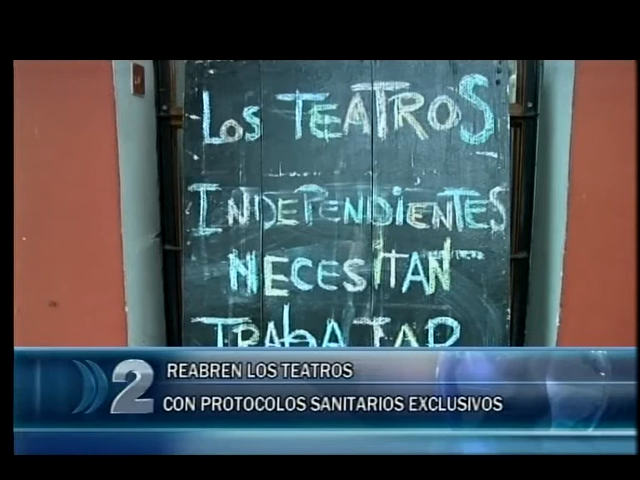 LOS TEATROS
INDEPENDIENTES
NECESITAN
TRABAJAR
2
REABREN LOS TEATROS
CON PROTOCOLOS SANITARIOS EXCLUSIVOS